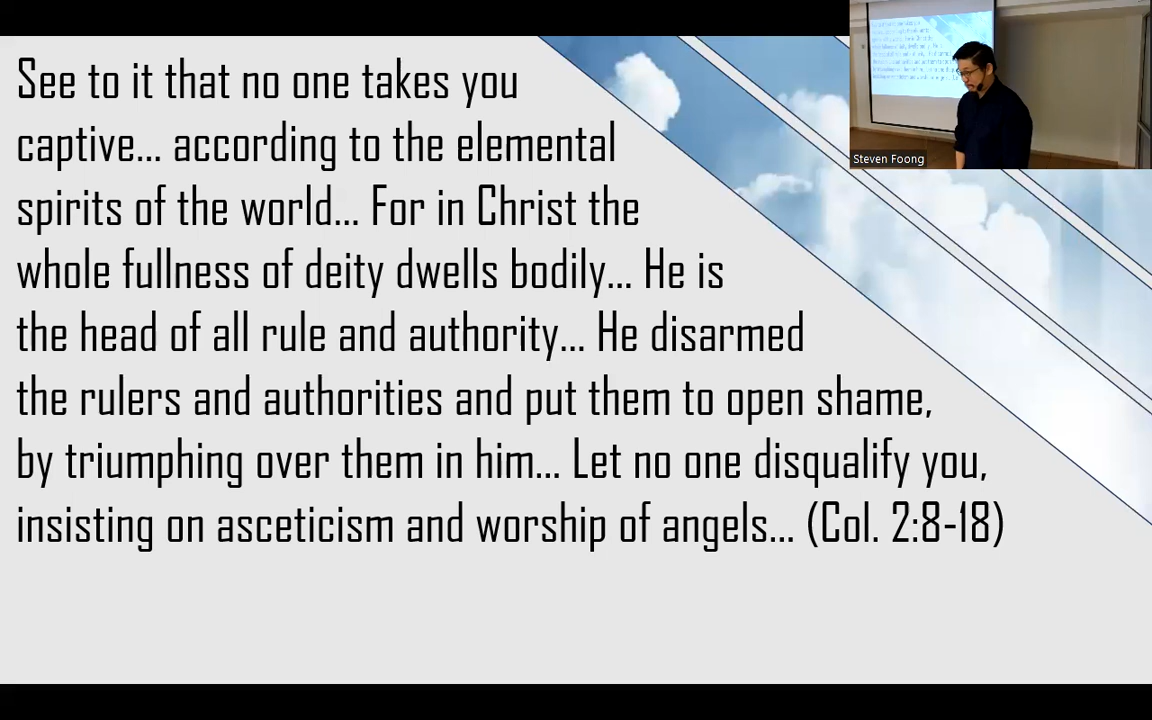 See to it that no one takes you
captive... according to the elemental
spirits of the world... For in Christ the
whole fullness of deity dwells bodily... He is
the head of all rule and authority... He disarmed
the rulers and authorities and put them to open shame,
by triumphing over them in him... Let no one disqualify you,
insisting on asceticism and worship of angels... (Col. 2:8-18)
Steven Foong